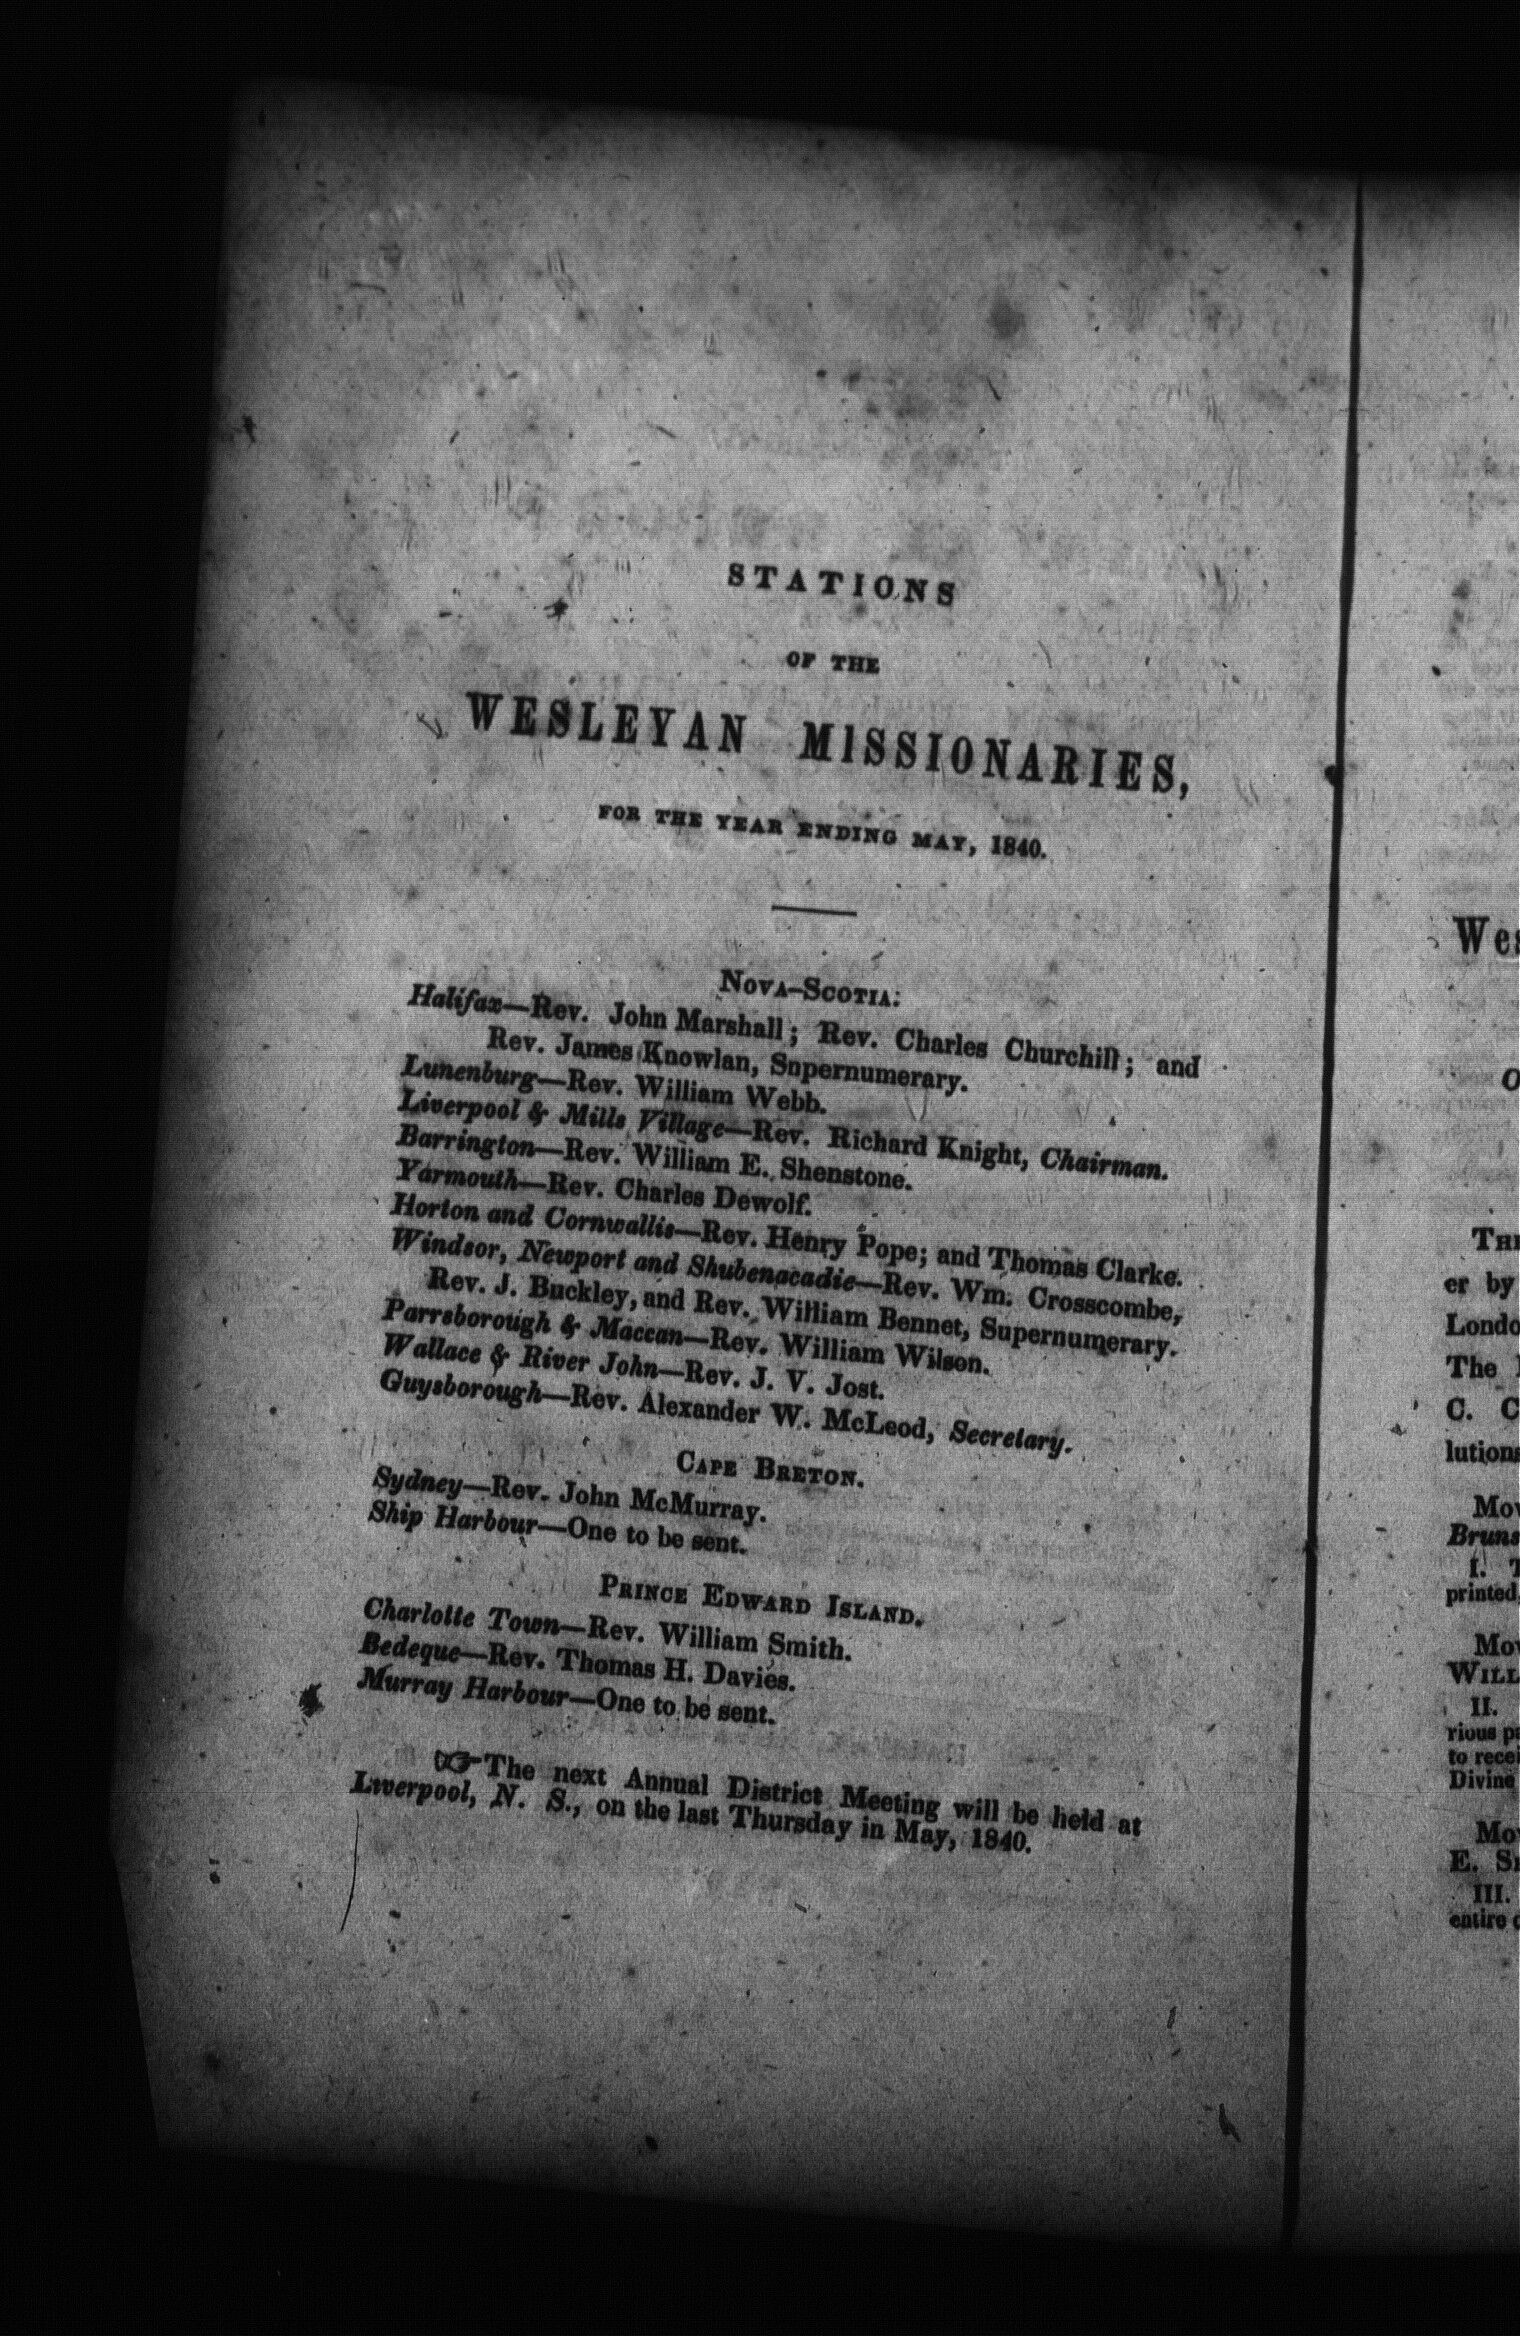 STATIONS
OF THE
WESLEYAN MISSIONARIES,
FOR THE YEAR ENDING MAY, 1840.
NOVA-SCOTIA:
Halifax—Rev. John Marshall; Rev. Charles Churchill; and
Rev. James Knowlan, Snpernumerary.
Lunenburg—Rev. William Webb.
Liverpool & Mills Village—Rev. Richard Knight, Chairman.
Barrington—Rev. William E. Shenstone.
Yarmouth—Rev. Charles Dewolf.
Horton and Cornwallis—Rev. Henry Pope; and Thomas Clarke.
Windsor, Newport and Shubenacadie—Rev. Wm. Crosscombe,
Rev. J. Buckley, and Rev. William Bennet, Supernumerary.
Parrsborough & Maccan—Rev. William Wilson.
Wallace & River John—Rev. J. V. Jost.
Guysborough—Rev. Alexander W. McLeod, Secretary.
CAPE BRETON.
Sydney—Rev. John McMurray.
Ship Harbour—One to be sent.
PRINCE EDWARD ISLAND.
Charlotte Town—Rev. William Smith.
Bedeque—Rev. Thomas H. Davies.
Murray Harbour—One to be sent.
☞The next Annual District Meeting will be held at
Liverpool, N. S., on the last Thursday in May, 1840.
Wes
O
THE
er by
Londo
The
C. C
lutions
Mov
Bruns
I. T
printed,
Mov
WILL
II.
rious pa
to recei
Divine
Mov
E. S
III.
entire